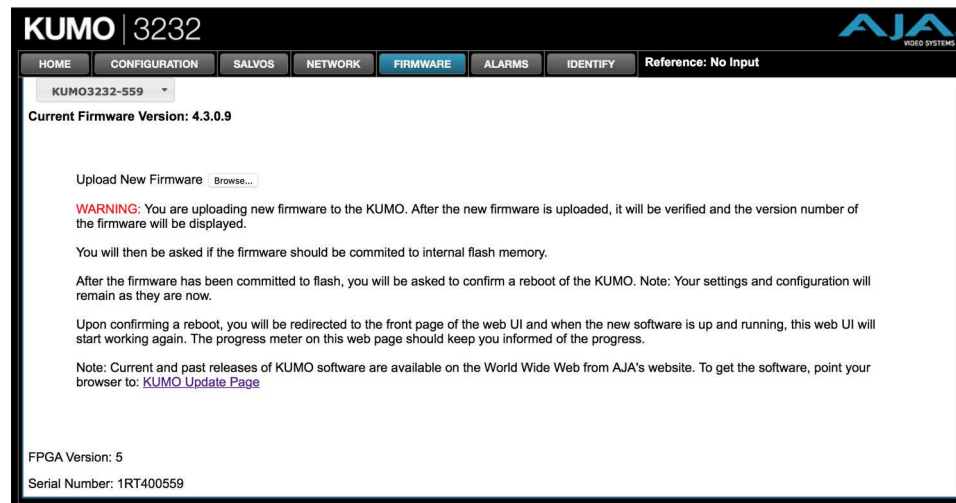 KUMO 3232
AJA
VIDEO SYSTEMS
HOME CONFIGURATION SALVOS NETWORK FIRMWARE ALARMS IDENTIFY Reference: No Input
KUMO3232-559
Current Firmware Version: 4.3.0.9
Upload New Firmware Browse...
WARNING: You are uploading new firmware to the KUMO. After the new firmware is uploaded, it will be verified and the version number of
the firmware will be displayed.
You will then be asked if the firmware should be commited to internal flash memory.
After the firmware has been committed to flash, you will be asked to confirm a reboot of the KUMO. Note: Your settings and configuration will
remain as they are now.
Upon confirming a reboot, you will be redirected to the front page of the web UI and when the new software is up and running, this web UI will
start working again. The progress meter on this web page should keep you informed of the progress.
Note: Current and past releases of KUMO software are available on the World Wide Web from AJA's website. To get the software, point your
browser to: KUMO Update Page
FPGA Version: 5
Serial Number: 1RT400559